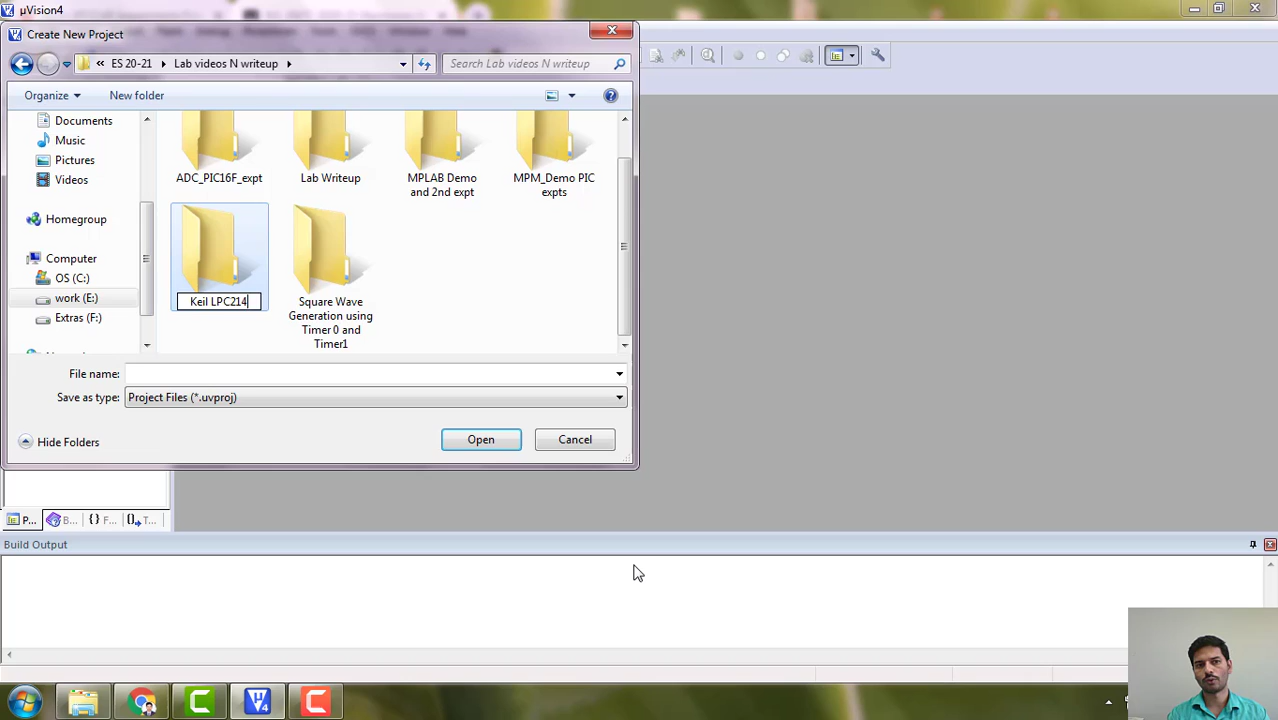 µVision4
Create New Project
« ES 20-21 Lab videos N writeup
Search Lab videos N writeup
Organize
New folder
Documents
Music
Pictures
Videos
Homegroup
Computer
OS (C:)
work (E:)
Extras (F:)
ADC_PIC16F_expt
Lab Writeup
MPLAB Demo
and 2nd expt
MPM_Demo PIC
expts
Keil LPC214
Square Wave
Generation using
Timer 0 and
Timer1
File name:
Save as type:
Project Files (*.uvproj)
Hide Folders
Open
Cancel
P...
B...
{} F...
T...
Build Output